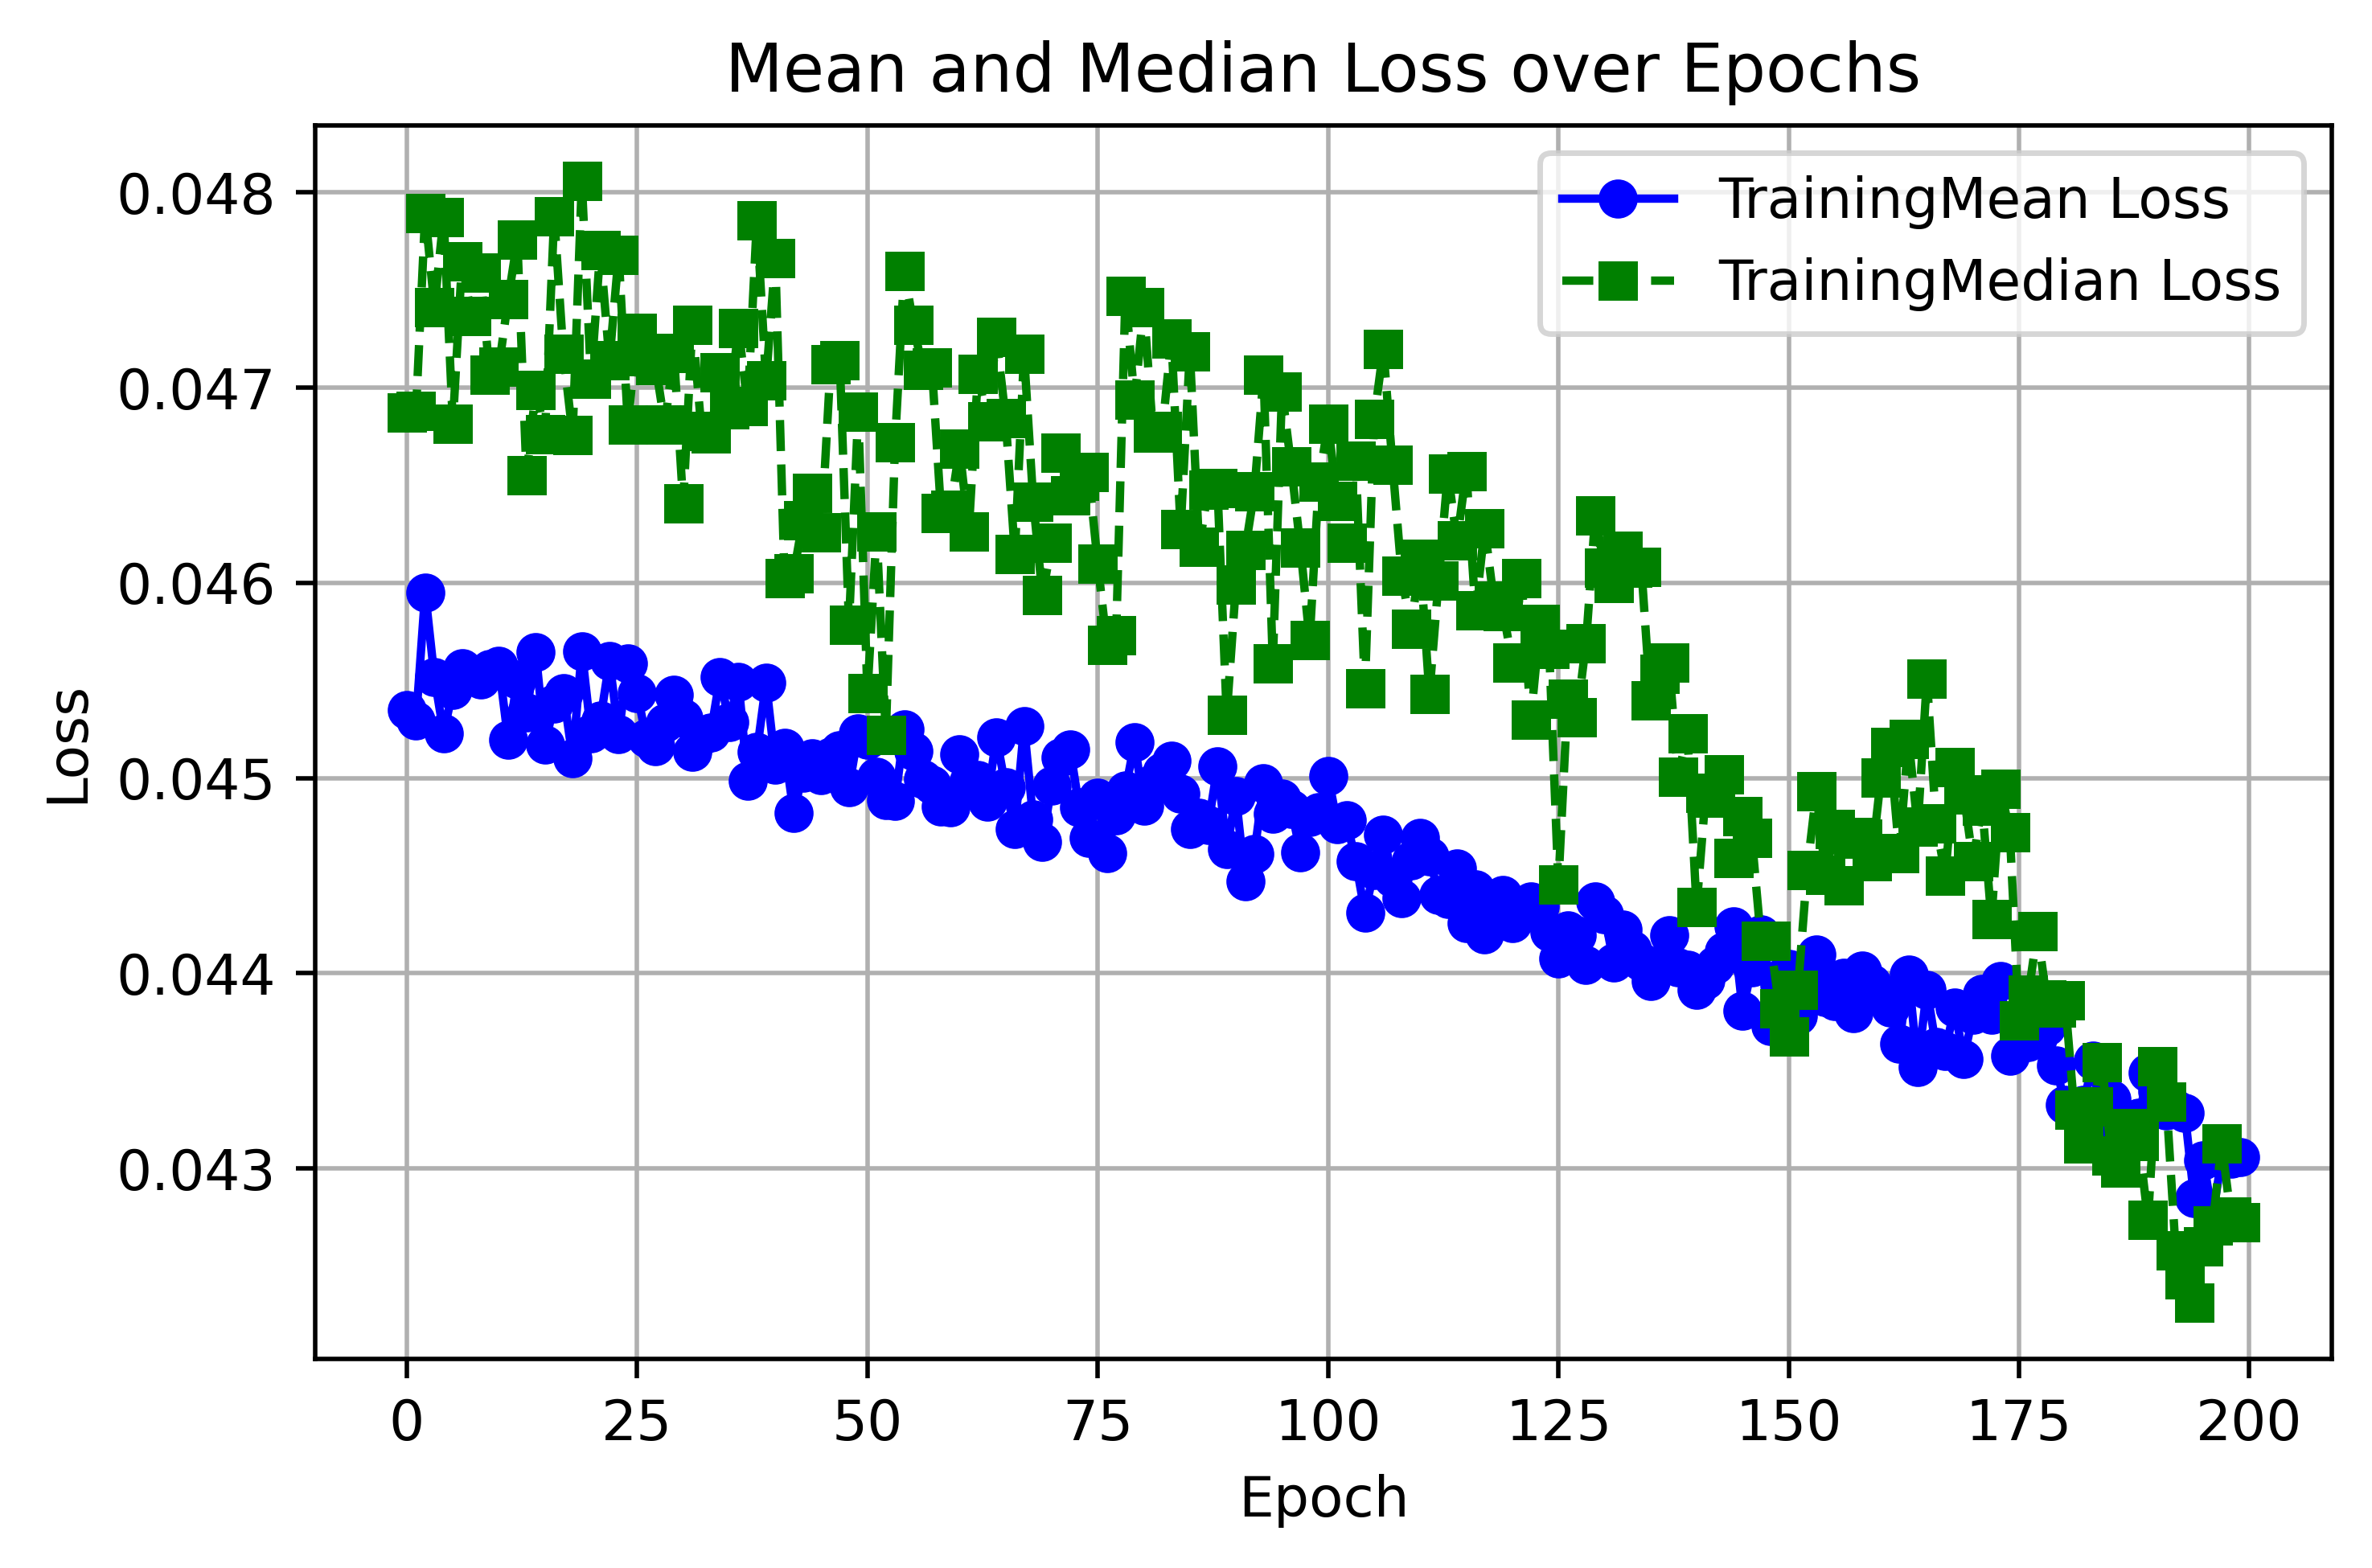 Mean and Median Loss over Epochs
TrainingMean Loss
TrainingMedian Loss
0.048
0.047
0.046
0.045
0.044
0.043
Loss
0 25 50 75 100 125 150 175 200
Epoch